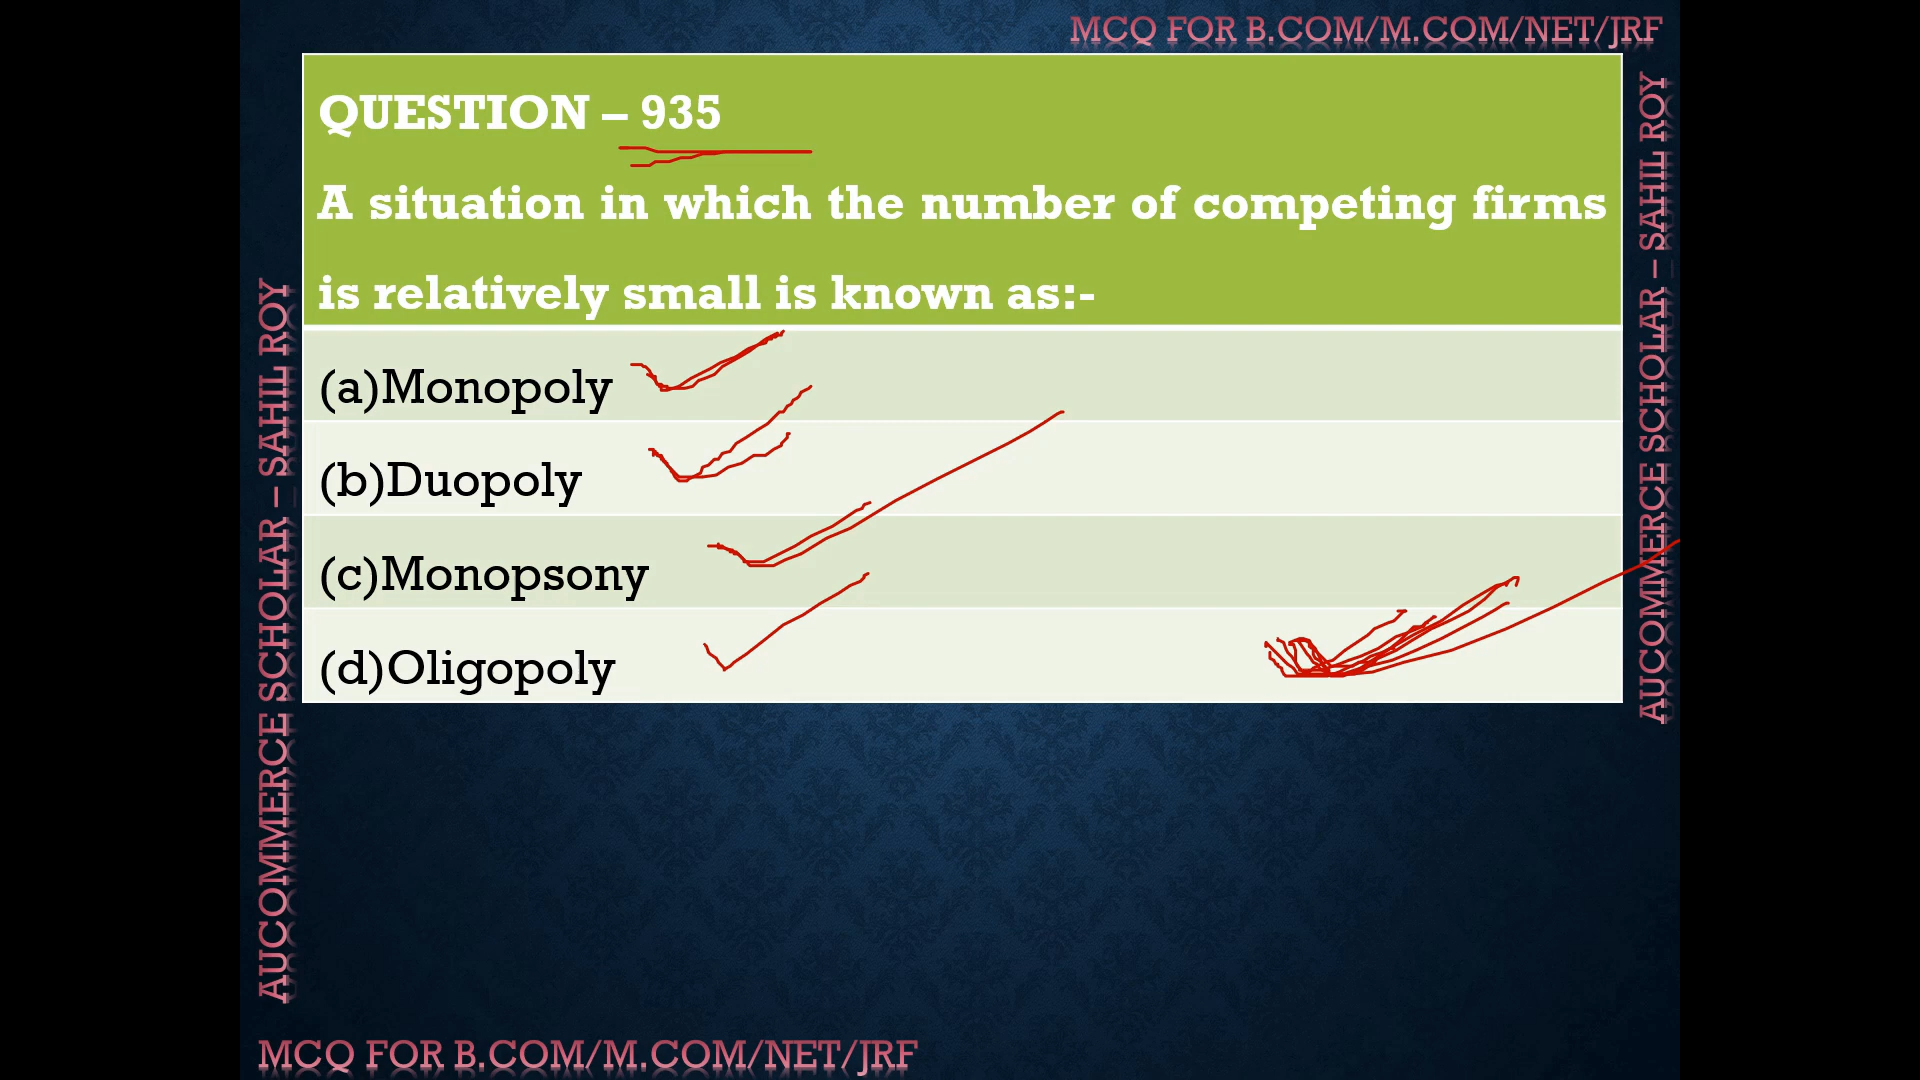 MCQ FOR B.COM/M.COM/NET/JRF
QUESTION – 935
A situation in which the number of competing firms
is relatively small is known as:-
(a)Monopoly
(b)Duopoly
(c)Monopsony
(d)Oligopoly
AUCOMMERCE SCHOLAR – SAHIL ROY
AUCOMMERCE SCHOLAR – SAHIL ROY
MCQ FOR B.COM/M.COM/NET/JRF